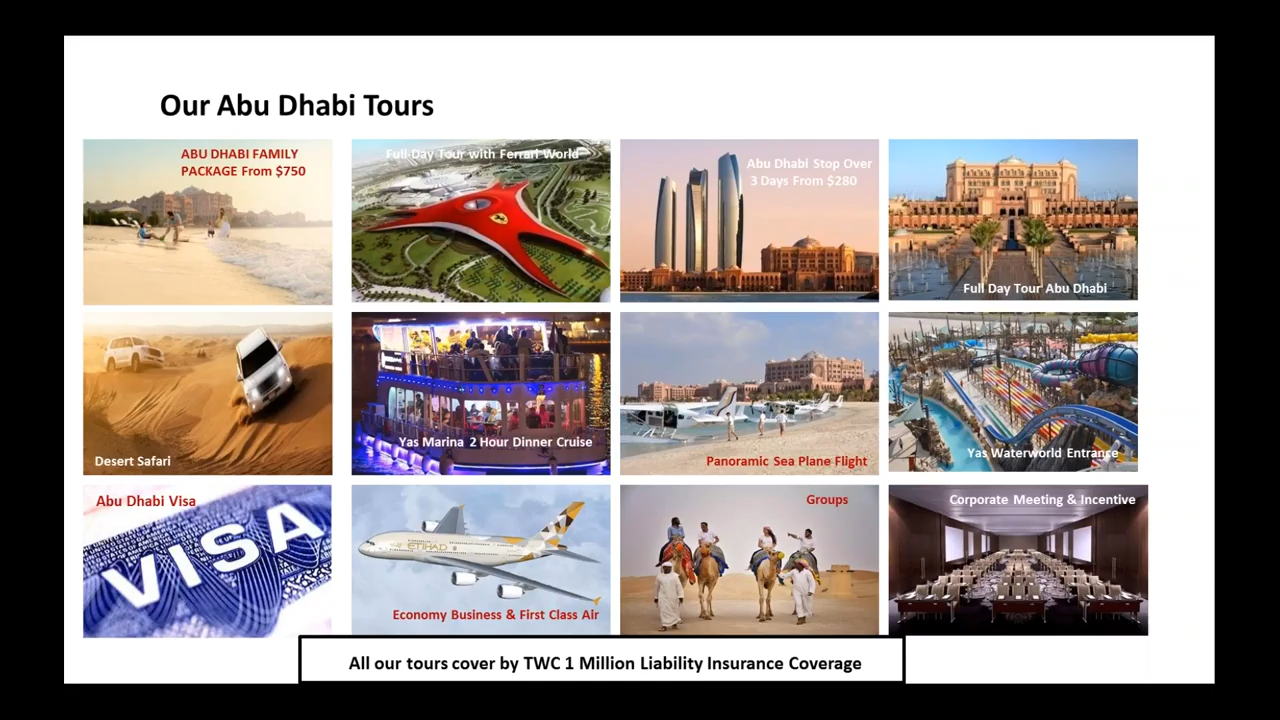 Our Abu Dhabi Tours
ABU DHABI FAMILY
PACKAGE From $750
Full Day Tour with Ferrari World
Abu Dhabi Stop Over
3 Days From $280
Full Day Tour Abu Dhabi
Desert Safari
Yas Marina 2 Hour Dinner Cruise
Panoramic Sea Plane Flight
Yas Waterworld Entrance
Abu Dhabi Visa
VISA
ETIHAD
Economy Business & First Class Air
Groups
Corporate Meeting & Incentive
All our tours cover by TWC 1 Million Liability Insurance Coverage